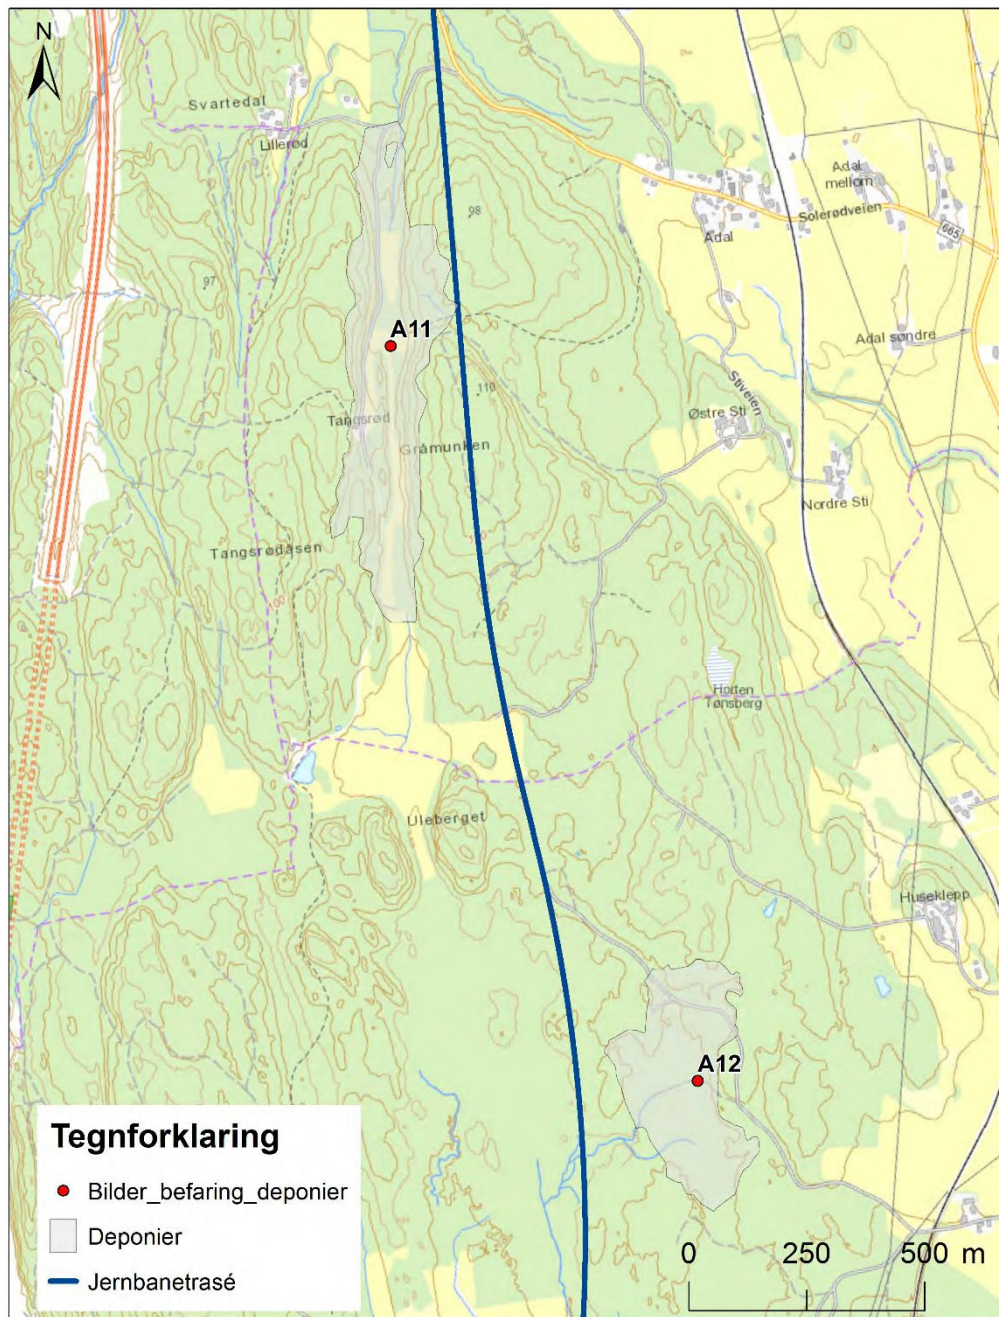 N
Svartedal
Lillerød
98
97
Adal
mellom
Solerødveien
Adal
665
A11
Adal søndre
110
Stiveien
Østre Sti
Tangsrød
Gråmunken
Nordre Sti
Tangsrødåsen
100
Horten
Tønsberg
Uleberget
Huseklepp
A12
Tegnforklaring
Bilder_befaring_deponier
Deponier
Jernbanetrasé
0 250 500 m